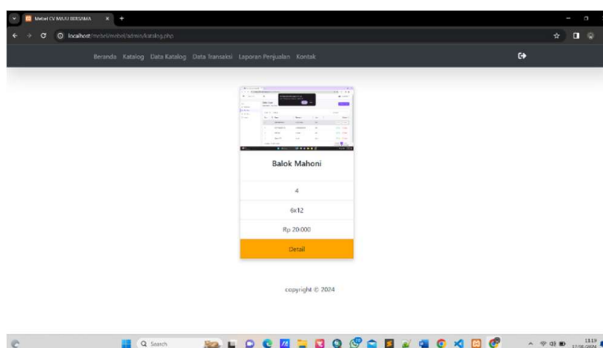 Mebel CV MAJU BERSAMA
localhost/mebel/mebel/admin/katalog.php
Beranda Katalog Data Katalog Data Transaksi Laporan Penjualan Kontak
Balok Mahoni
4
6x12
Rp 20.000
Detail
copyright © 2024
Search